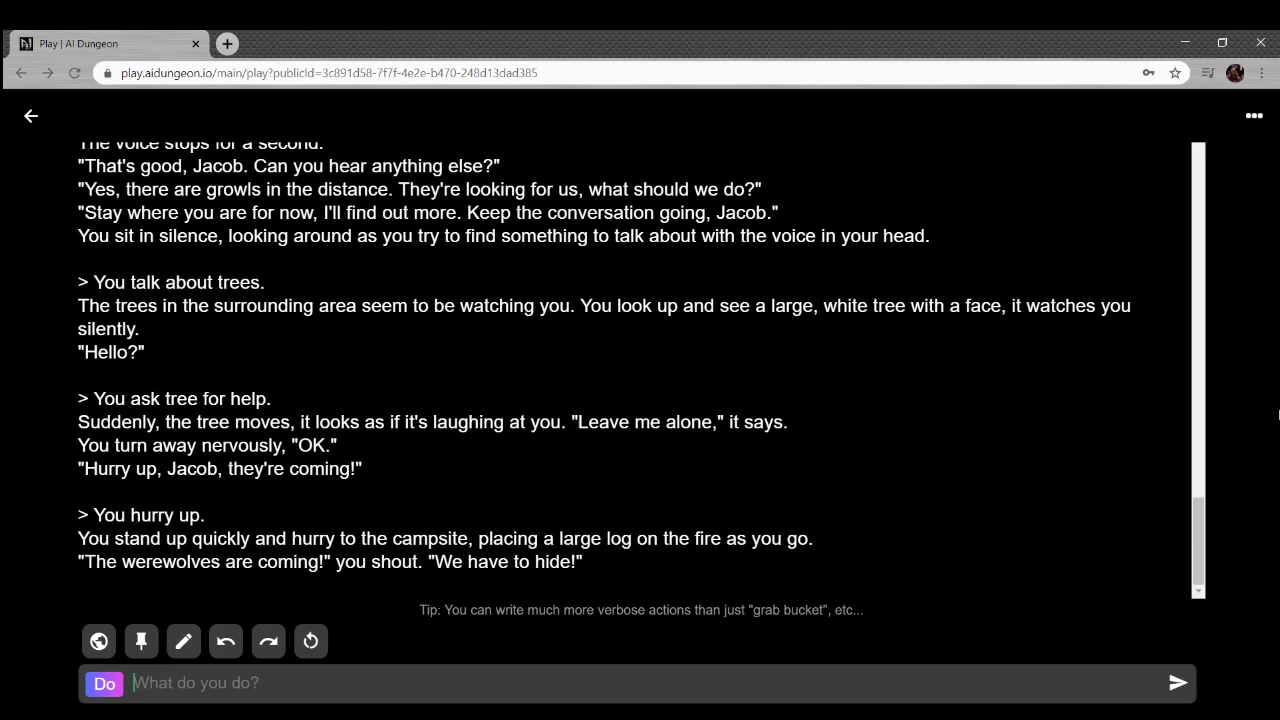 Play | AI Dungeon
play.aidungeon.io/main/play?publicId=3c891d58-7f7f-4e2e-b470-248d13dad385
The voice stops for a second.
"That's good, Jacob. Can you hear anything else?"
"Yes, there are growls in the distance. They're looking for us, what should we do?"
"Stay where you are for now, I'll find out more. Keep the conversation going, Jacob."
You sit in silence, looking around as you try to find something to talk about with the voice in your head.
> You talk about trees.
The trees in the surrounding area seem to be watching you. You look up and see a large, white tree with a face, it watches you
silently.
"Hello?"
> You ask tree for help.
Suddenly, the tree moves, it looks as if it's laughing at you. "Leave me alone," it says.
You turn away nervously, "OK."
"Hurry up, Jacob, they're coming!"
> You hurry up.
You stand up quickly and hurry to the campsite, placing a large log on the fire as you go.
"The werewolves are coming!" you shout. "We have to hide!"
Tip: You can write much more verbose actions than just "grab bucket", etc...
Do What do you do?